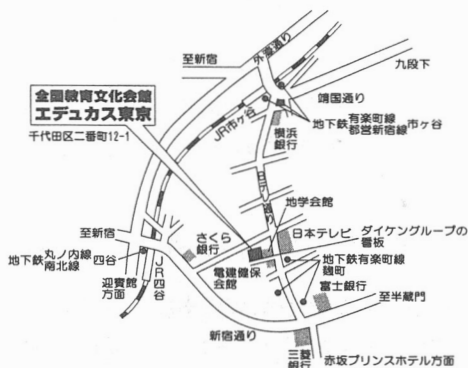 外濠通り
至新宿
九段下
全国教育文化会館
エデュカス東京
千代田区二番町12-1
靖国通り
JR市ヶ谷
地下鉄 有楽町線 都営新宿線 市ヶ谷
横浜
銀行
日テレ通り
地学会館
至新宿
さくら
銀行
日本テレビ
ダイケングループの
看板
地下鉄 丸ノ内線 南北線 四谷
JR四谷
迎賓館
方面
電建健保
会館
地下鉄有楽町線
麹町
富士銀行
至半蔵門
新宿通り
三菱
銀行
赤坂プリンスホテル方面